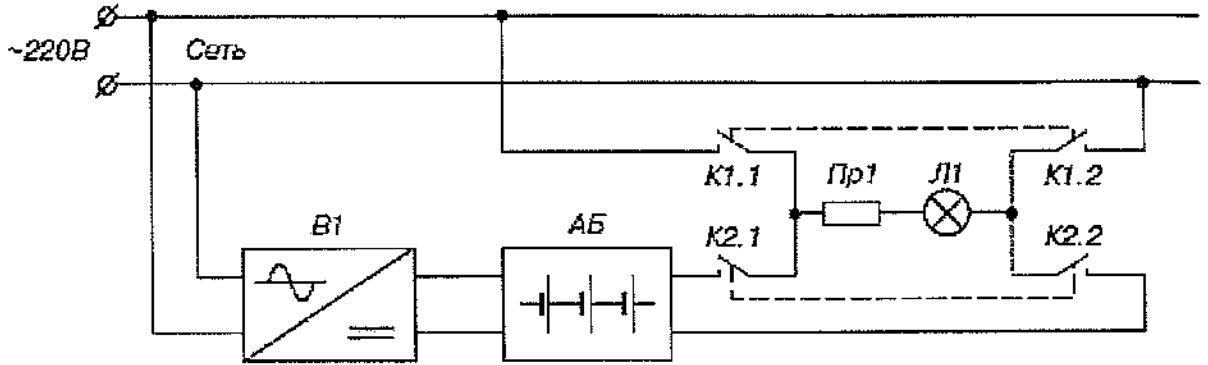 ~220В
Сеть
К1.1
Пр1
Л1
К1.2
В1
АБ
К2.1
К2.2